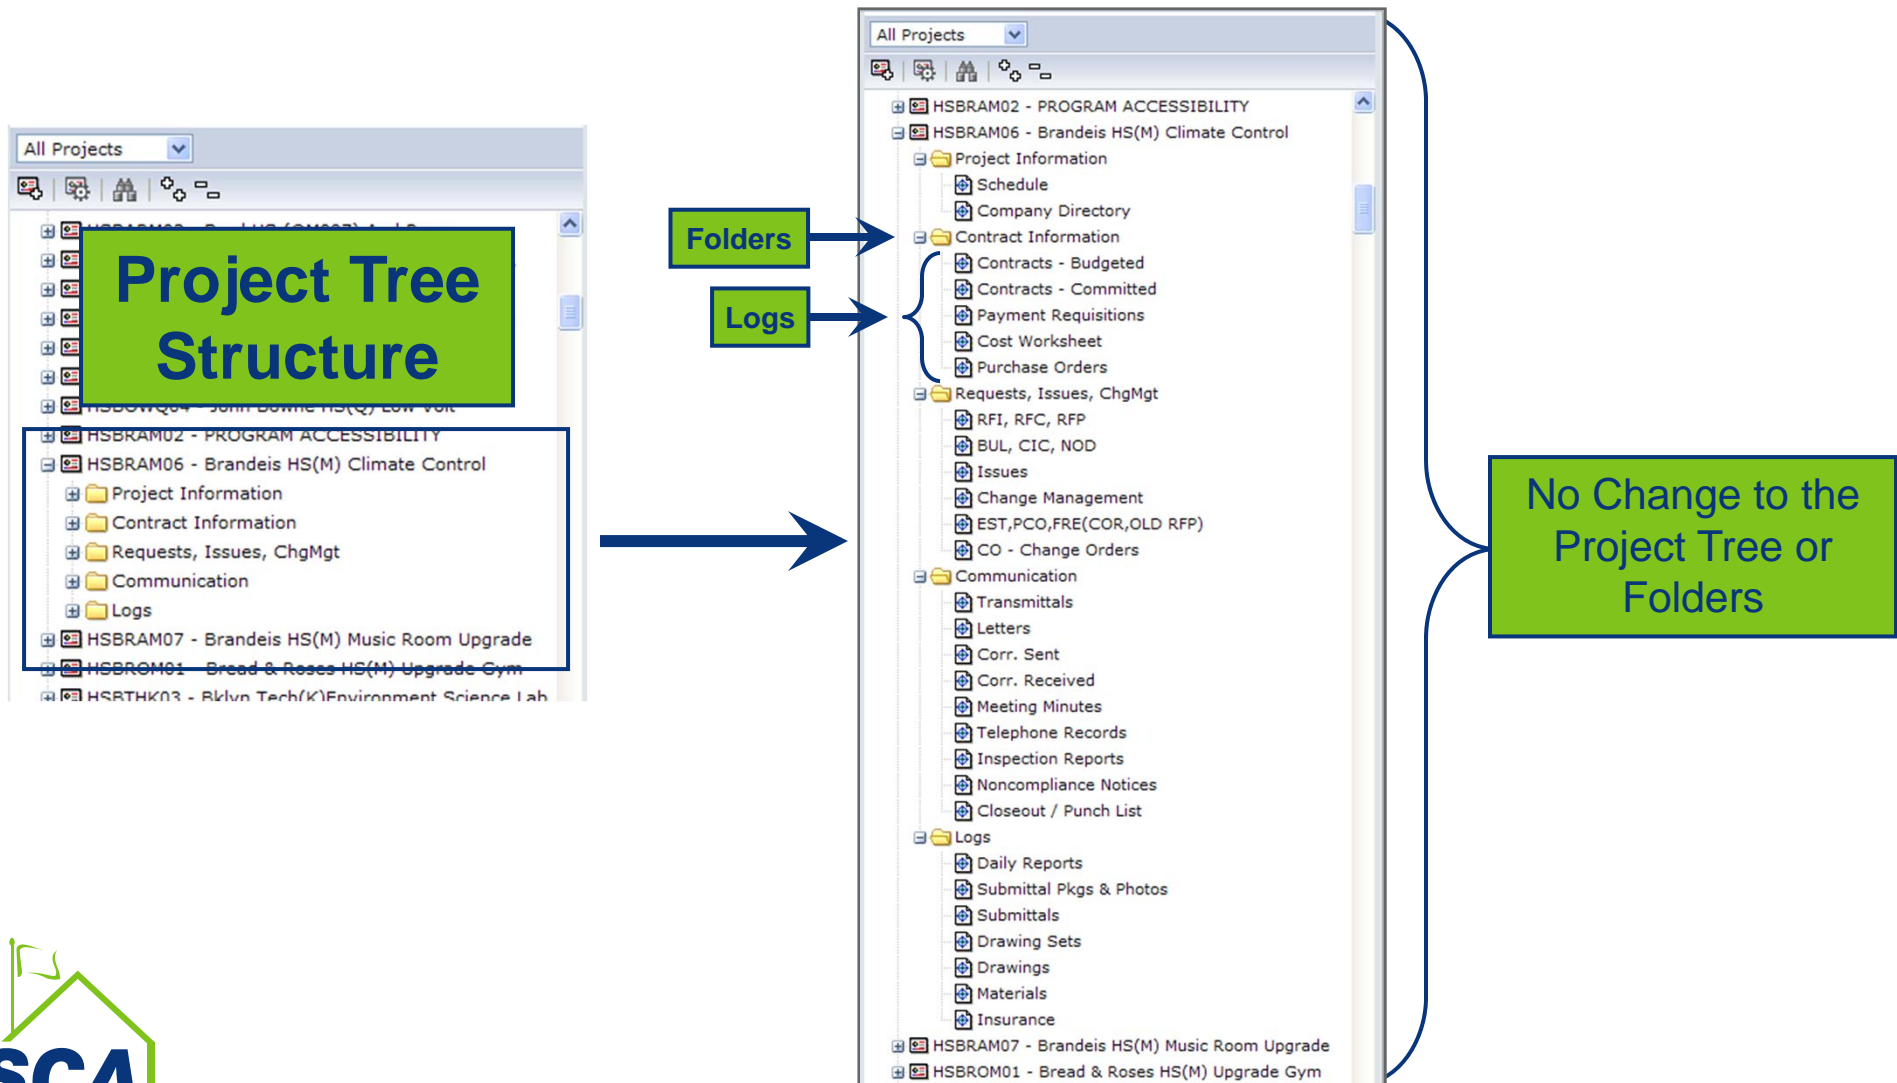 All Projects
Project Tree
Structure
HSBRAM02 - PROGRAM ACCESSIBILITY
HSBRAM06 - Brandeis HS(M) Climate Control
Project Information
Contract Information
Requests, Issues, ChgMgt
Communication
Logs
HSBRAM07 - Brandeis HS(M) Music Room Upgrade
HSBROM01 - Bread & Roses HS(M) Upgrade Gym
HSBTHK03 - Bklyn Tech(K)Environment Science Lab
Folders
Logs
All Projects
HSBRAM02 - PROGRAM ACCESSIBILITY
HSBRAM06 - Brandeis HS(M) Climate Control
Project Information
Schedule
Company Directory
Contract Information
Contracts - Budgeted
Contracts - Committed
Payment Requisitions
Cost Worksheet
Purchase Orders
Requests, Issues, ChgMgt
RFI, RFC, RFP
BUL, CIC, NOD
Issues
Change Management
EST,PCO,FRE(COR,OLD RFP)
CO - Change Orders
Communication
Transmittals
Letters
Corr. Sent
Corr. Received
Meeting Minutes
Telephone Records
Inspection Reports
Noncompliance Notices
Closeout / Punch List
Logs
Daily Reports
Submittal Pkgs & Photos
Submittals
Drawing Sets
Drawings
Materials
Insurance
HSBRAM07 - Brandeis HS(M) Music Room Upgrade
HSBROM01 - Bread & Roses HS(M) Upgrade Gym
No Change to the
Project Tree or
Folders
SCA